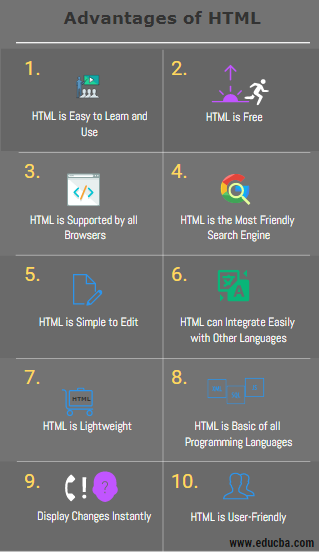 Advantages of HTML
1.
HTML is Easy to Learn and
Use
2.
HTML is Free
3.
HTML is Supported by all
Browsers
4.
HTML is the Most Friendly
Search Engine
5.
HTML is Simple to Edit
6.
HTML can Integrate Easily
with Other Languages
7.
HTML
HTML is Lightweight
8.
HTML is Basic of all
Programming Languages
9.
Display Changes Instantly
10.
HTML is User-Friendly
www.educba.com